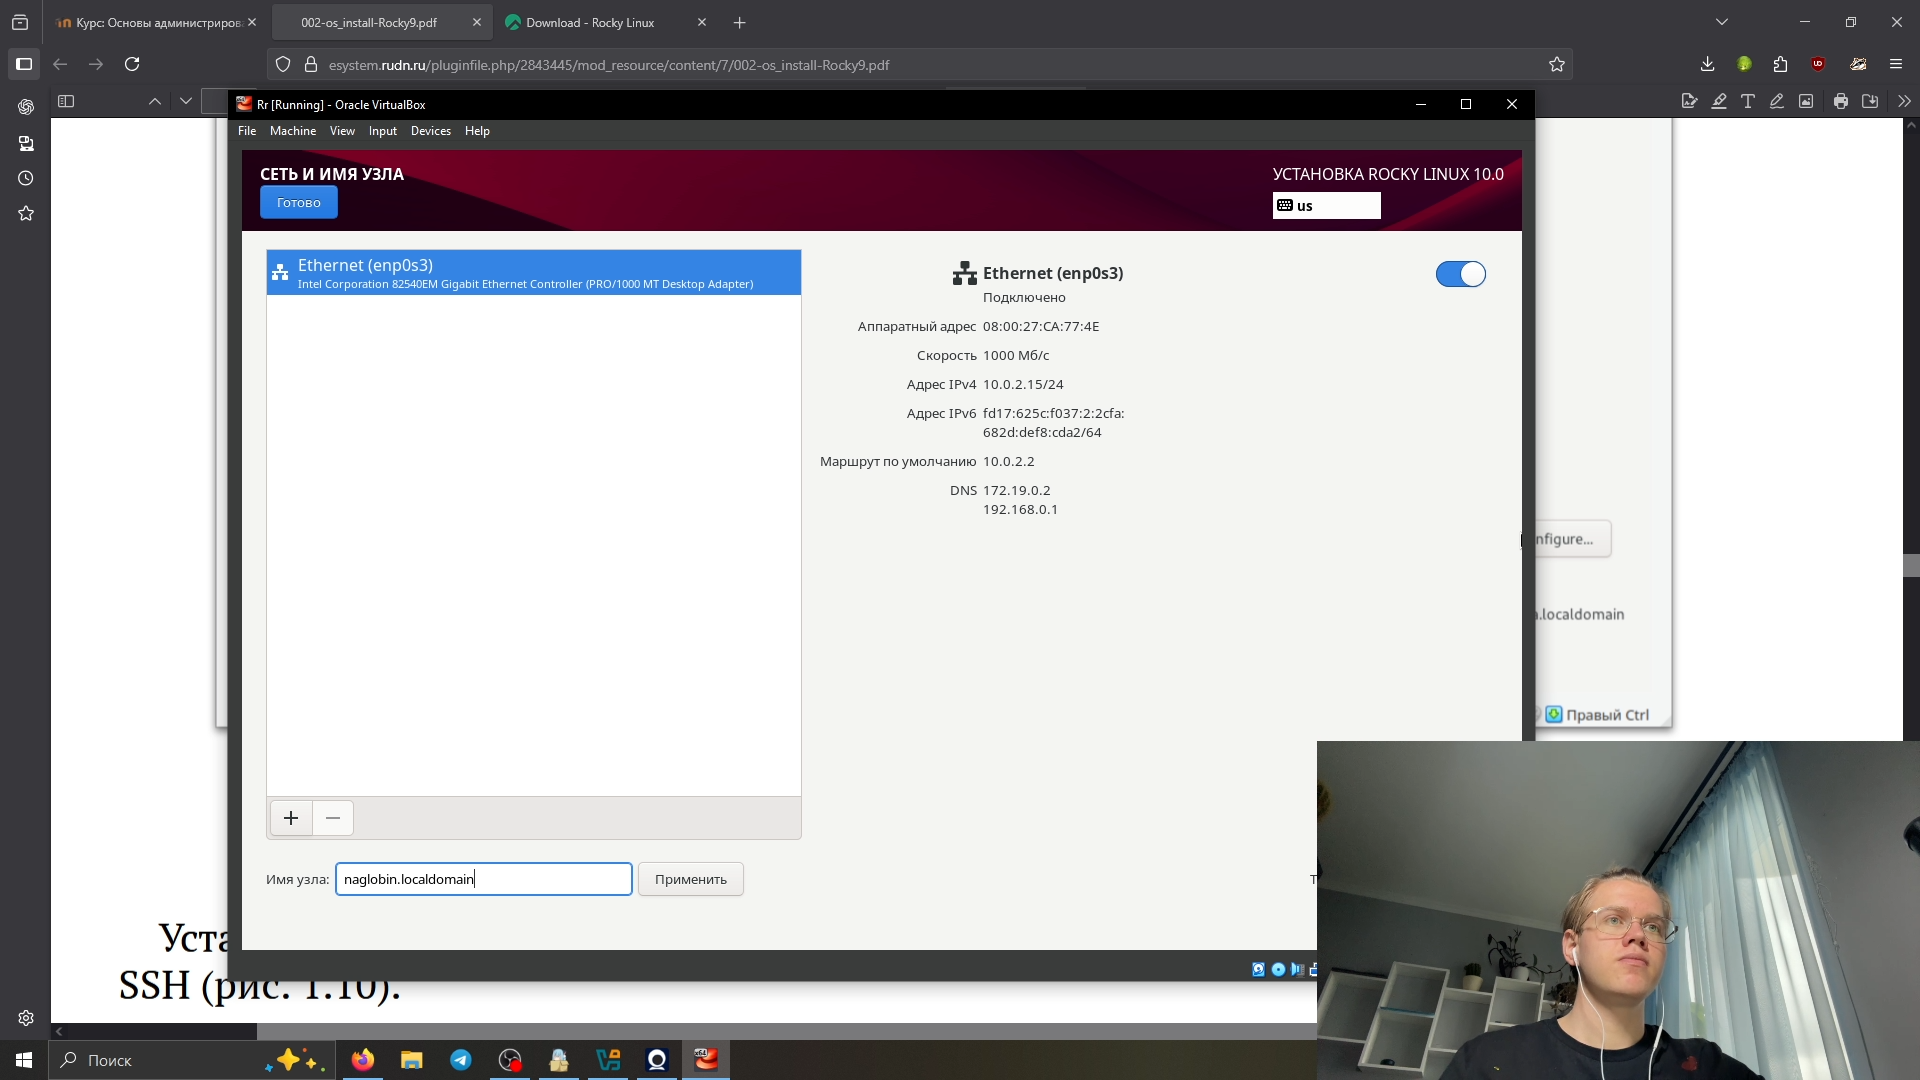 Курс: Основы администриров
002-os_install-Rocky9.pdf
Download - Rocky Linux
esystem.rudn.ru/pluginfile.php/2843445/mod_resource/content/7/002-os_install-Rocky9.pdf
Rr [Running] - Oracle VirtualBox
File Machine View Input Devices Help
СЕТЬ И ИМЯ УЗЛА
УСТАНОВКА ROCKY LINUX 10.0
Готово
us
Ethernet (enp0s3)
Intel Corporation 82540EM Gigabit Ethernet Controller (PRO/1000 MT Desktop Adapter)
Ethernet (enp0s3)
Подключено
Аппаратный адрес 08:00:27:CA:77:4E
Скорость 1000 Мб/с
Адрес IPv4 10.0.2.15/24
Адрес IPv6 fd17:625c:f037:2:2cfa:
682d:def8:cda2/64
Маршрут по умолчанию 10.0.2.2
DNS 172.19.0.2
192.168.0.1
nfigure...
.localdomain
Правый Ctrl
Имя узла: naglobin.localdomain
Применить
Т
Уста
SSH (рис. 1.10).
Поиск